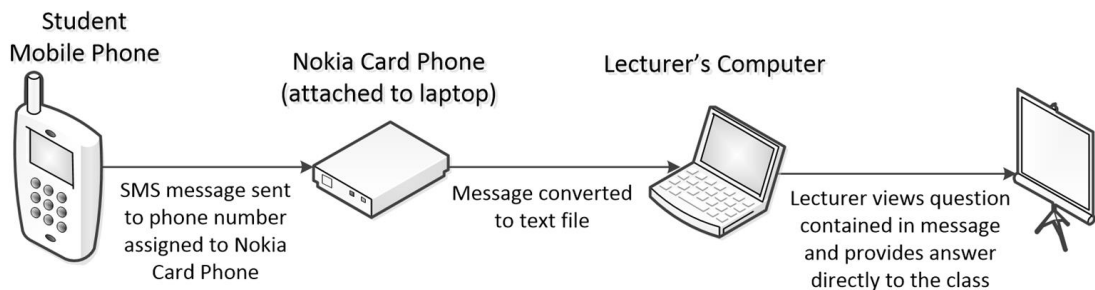 Student
Mobile Phone
Nokia Card Phone
(attached to laptop)
Lecturer's Computer
SMS message sent
to phone number
assigned to Nokia
Card Phone
Message converted
to text file
Lecturer views question
contained in message
and provides answer
directly to the class